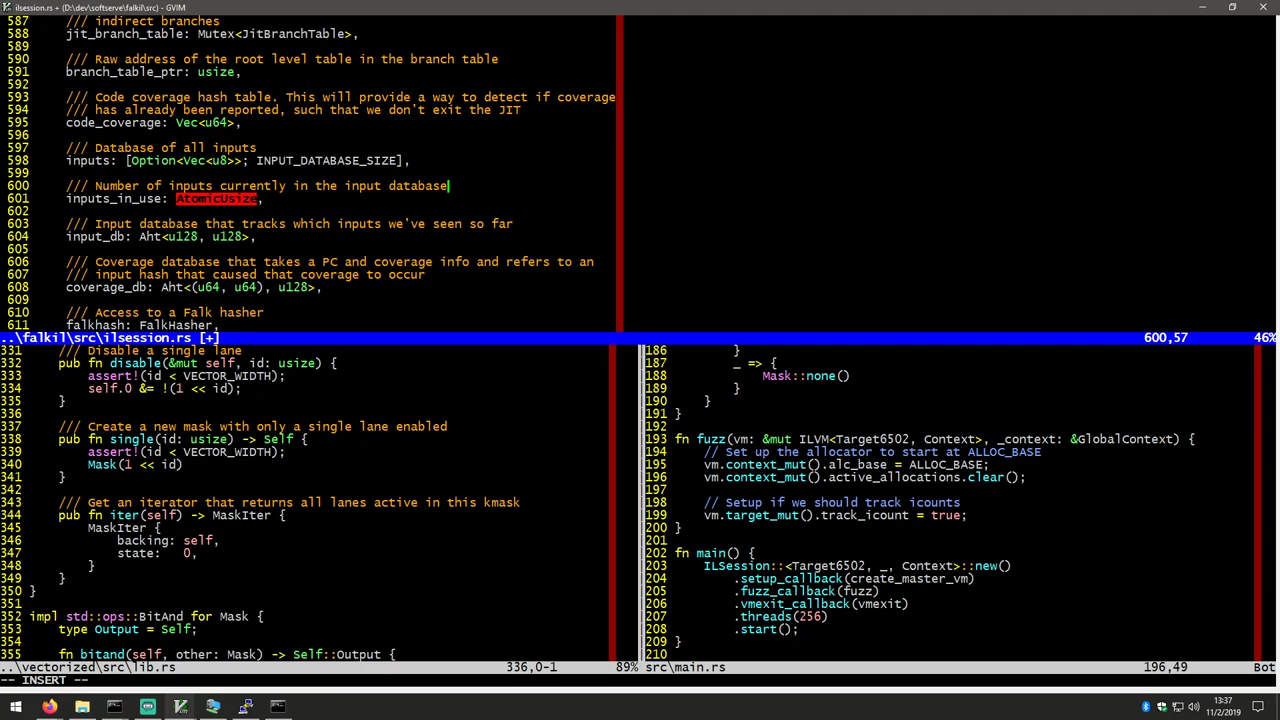 ilsession.rs + (D:\dev\softserve\falkil\src) - GVIM
587     /// indirect branches
588     jit_branch_table: Mutex<JitBranchTable>,
589
590     /// Raw address of the root level table in the branch table
591     branch_table_ptr: usize,
592
593     /// Code coverage hash table. This will provide a way to detect if coverage
594     /// has already been reported, such that we don't exit the JIT
595     code_coverage: Vec<u64>,
596
597     /// Database of all inputs
598     inputs: [Option<Vec<u8>>; INPUT_DATABASE_SIZE],
599
600     /// Number of inputs currently in the input database
601     inputs_in_use: AtomicUsize,
602
603     /// Input database that tracks which inputs we've seen so far
604     input_db: Aht<u128, u128>,
605
606     /// Coverage database that takes a PC and coverage info and refers to an
607     /// input hash that caused that coverage to occur
608     coverage_db: Aht<(u64, u64), u128>,
609
610     /// Access to a Falk hasher
611     falkhash: FalkHasher,
..\falkil\src\ilsession.rs [+] 600,57 46%
331     /// Disable a single lane
332     pub fn disable(&mut self, id: usize) {
333         assert!(id < VECTOR_WIDTH);
334         self.0 &= !(1 << id);
335     }
336
337     /// Create a new mask with only a single lane enabled
338     pub fn single(id: usize) -> Self {
339         assert!(id < VECTOR_WIDTH);
340         Mask(1 << id)
341     }
342
343     /// Get an iterator that returns all lanes active in this kmask
344     pub fn iter(self) -> MaskIter {
345         MaskIter {
346             backing: self,
347             state:   0,
348         }
349     }
350 }
351
352 impl std::ops::BitAnd for Mask {
353     type Output = Self;
354
355     fn bitand(self, other: Mask) -> Self::Output {
..\vectorized\src\lib.rs 336,0-1 89%
186         }
187         _ => {
188             Mask::none()
189         }
190     }
191 }
192
193 fn fuzz(vm: &mut ILVM<Target6502, Context>, _context: &GlobalContext) {
194     // Set up the allocator to start at ALLOC_BASE
195     vm.context_mut().alc_base = ALLOC_BASE;
196     vm.context_mut().active_allocations.clear();
197
198     // Setup if we should track icounts
199     vm.target_mut().track_icount = true;
200 }
201
202 fn main() {
203     ILSession::<Target6502, _, Context>::new()
204         .setup_callback(create_master_vm)
205         .fuzz_callback(fuzz)
206         .vmexit_callback(vmexit)
207         .threads(256)
208         .start();
209 }
210
src\main.rs 196,49 Bot
-- INSERT --
13:37
11/2/2019